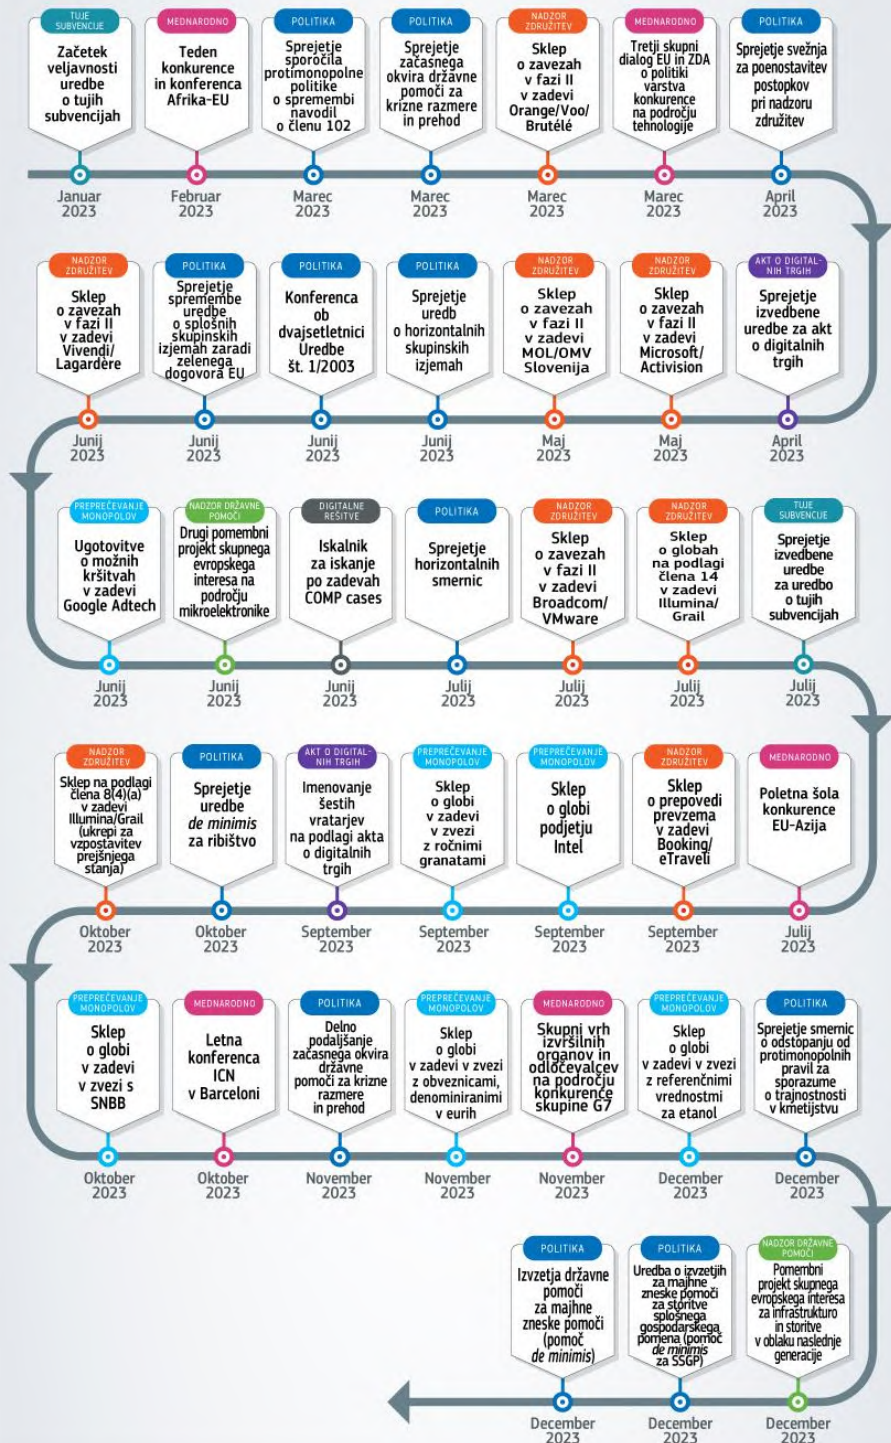 TUJE
SUBVENCIJE
Začetek
veljavnosti
uredbe
o tujih
subvencijah
Januar
2023
MEDNARODNO
Teden
konkurence
in konferenca
Afrika-EU
Februar
2023
POLITIKA
Sprejetje
sporočila
protimonopolne
politike
o spremembi
navodil
o členu 102
Marec
2023
POLITIKA
Sprejetje
začasnega
okvira državne
pomoči za
krizne razmere
in prehod
Marec
2023
NADZOR
ZDRUŽITEV
Sklep
o zavezah
v fazi II
v zadevi
Orange/Voo/
Brutélé
Marec
2023
MEDNARODNO
Tretji skupni
dialog EU in ZDA
o politiki
varstva
konkurence
na področju
tehnologije
Marec
2023
POLITIKA
Sprejetje svežnja
za poenostavitev
postopkov
pri nadzoru
združitev
April
2023
NADZOR
ZDRUŽITEV
Sklep
o zavezah
v fazi II
v zadevi
Vivendi/
Lagardère
Junij
2023
POLITIKA
Sprejetje
spremembe
uredbe
o splošnih
skupinskih
izjemah zaradi
zelenega
dogovora EU
Junij
2023
POLITIKA
Konferenca
ob
dvajsetletnici
Uredbe
št. 1/2003
Junij
2023
POLITIKA
Sprejetje
uredb
o horizontalnih
skupinskih
izjemah
Junij
2023
NADZOR
ZDRUŽITEV
Sklep
o zavezah
v fazi II
v zadevi
MOL/OMV
Slovenija
Maj
2023
NADZOR
ZDRUŽITEV
Sklep
o zavezah
v fazi II
v zadevi
Microsoft/
Activision
Maj
2023
AKT O DIGITAL-
NIH TRGIH
Sprejetje
izvedbene
uredbe za akt
o digitalnih
trgih
April
2023
PREPREČEVANJE
MONOPOLOV
Ugotovitve
o možnih
kršitvah
v zadevi
Google Adtech
Junij
2023
NADZOR DRŽAVNE
POMOČI
Drugi pomembni
projekt skupnega
evropskega
interesa na
področju
mikroelektronike
Junij
2023
DIGITALNE
REŠITVE
Iskalnik
za iskanje
po zadevah
COMP cases
Junij
2023
POLITIKA
Sprejetje
horizontalnih
smernic
Julij
2023
NADZOR
ZDRUŽITEV
Sklep
o zavezah
v fazi II
v zadevi
Broadcom/
VMware
Julij
2023
NADZOR
ZDRUŽITEV
Sklep
o globah
na podlagi
člena 14
v zadevi
Illumina/
Grail
Julij
2023
TUJE
SUBVENCIJE
Sprejetje
izvedbene
uredbe
za uredbo
o tujih
subvencijah
Julij
2023
NADZOR
ZDRUŽITEV
Sklep na podlagi
člena 8(4)(a)
v zadevi
Illumina/Grail
(ukrepi za
vzpostavitev
prejšnjega
stanja)
Oktober
2023
POLITIKA
Sprejetje
uredbe
de minimis
za ribištvo
Oktober
2023
AKT O DIGITAL-
NIH TRGIH
Imenovanje
šestih
vratarjev
na podlagi akta
o digitalnih
trgih
September
2023
PREPREČEVANJE
MONOPOLOV
Sklep
o globi
v zadevi
v zvezi
z ročnimi
granatami
September
2023
PREPREČEVANJE
MONOPOLOV
Sklep
o globi
podjetju
Intel
September
2023
NADZOR
ZDRUŽITEV
Sklep
o prepovedi
prevzema
v zadevi
Booking/
eTraveli
September
2023
MEDNARODNO
Poletna šola
konkurence
EU-Azija
Julij
2023
PREPREČEVANJE
MONOPOLOV
Sklep
o globi
v zadevi
v zvezi s
SNBB
Oktober
2023
MEDNARODNO
Letna
konferenca
ICN
v Barceloni
Oktober
2023
POLITIKA
Delno
podaljšanje
začasnega okvira
državne
pomoči za krizne
razmere
in prehod
November
2023
PREPREČEVANJE
MONOPOLOV
Sklep
o globi
v zadevi v zvezi
z obveznicami,
denominiranimi
v eurih
November
2023
MEDNARODNO
Skupni vrh
izvršilnih
organov in
odločevalcev
na področju
konkurence
skupine G7
November
2023
PREPREČEVANJE
MONOPOLOV
Sklep
o globi
v zadevi v zvezi
z referenčnimi
vrednostmi
za etanol
December
2023
POLITIKA
Sprejetje smernic
o odstopanju od
protimonopolnih
pravil za
sporazume
o trajnostnosti
v kmetijstvu
December
2023
POLITIKA
Izvzetja državne
pomoči
za majhne
zneske pomoči
(pomoč
de minimis)
December
2023
POLITIKA
Uredba o izvzetjih
za majhne
zneske pomoči
za storitve
splošnega
gospodarskega
pomena (pomoč
de minimis
za SSGP)
December
2023
NADZOR DRŽAVNE
POMOČI
Pomembni
projekt skupnega
evropskega interesa
za infrastrukturo
in storitve
v oblaku naslednje
generacije
December
2023